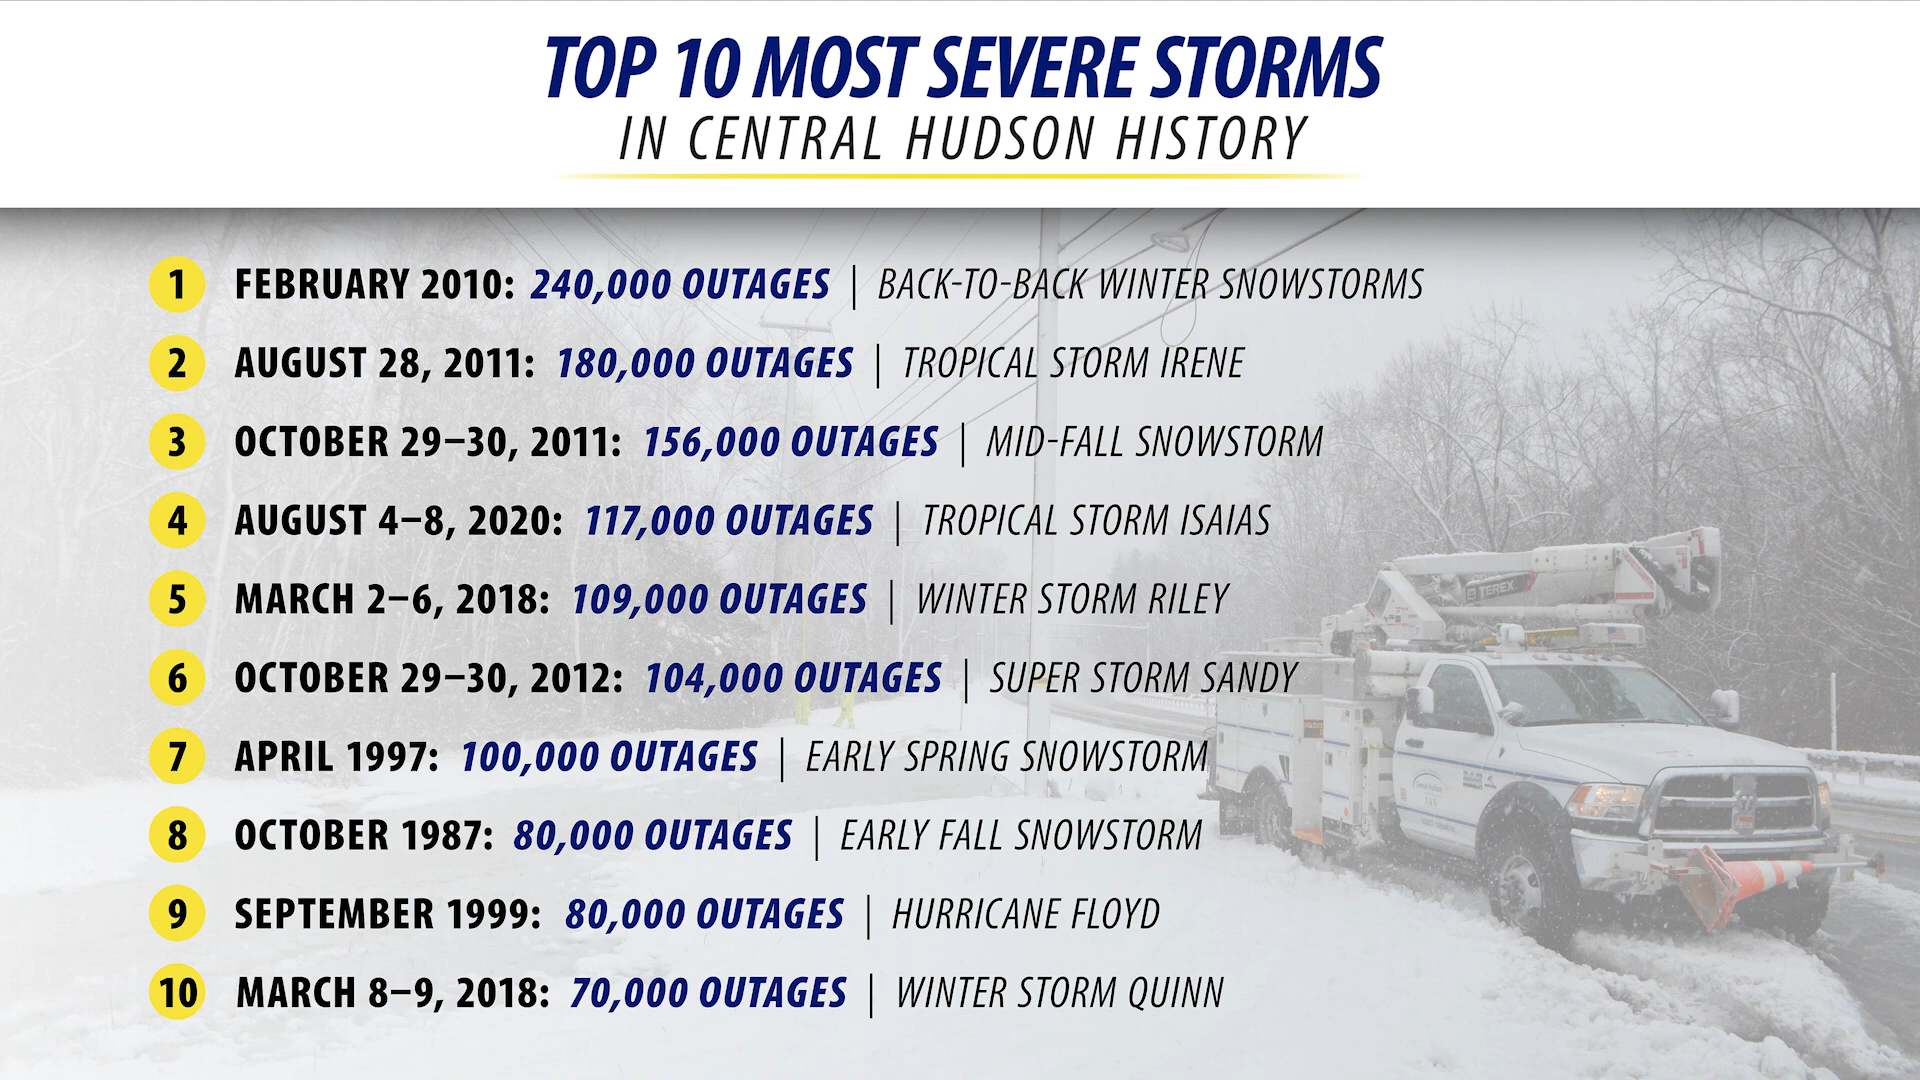 TOP 10 MOST SEVERE STORMS
IN CENTRAL HUDSON HISTORY
1 FEBRUARY 2010: 240,000 OUTAGES | BACK-TO-BACK WINTER SNOWSTORMS
2 AUGUST 28, 2011: 180,000 OUTAGES | TROPICAL STORM IRENE
3 OCTOBER 29–30, 2011: 156,000 OUTAGES | MID-FALL SNOWSTORM
4 AUGUST 4–8, 2020: 117,000 OUTAGES | TROPICAL STORM ISAIAS
5 MARCH 2–6, 2018: 109,000 OUTAGES | WINTER STORM RILEY
TEREX
6 OCTOBER 29–30, 2012: 104,000 OUTAGES | SUPER STORM SANDY
7 APRIL 1997: 100,000 OUTAGES | EARLY SPRING SNOWSTORM
8 OCTOBER 1987: 80,000 OUTAGES | EARLY FALL SNOWSTORM
9 SEPTEMBER 1999: 80,000 OUTAGES | HURRICANE FLOYD
10 MARCH 8–9, 2018: 70,000 OUTAGES | WINTER STORM QUINN